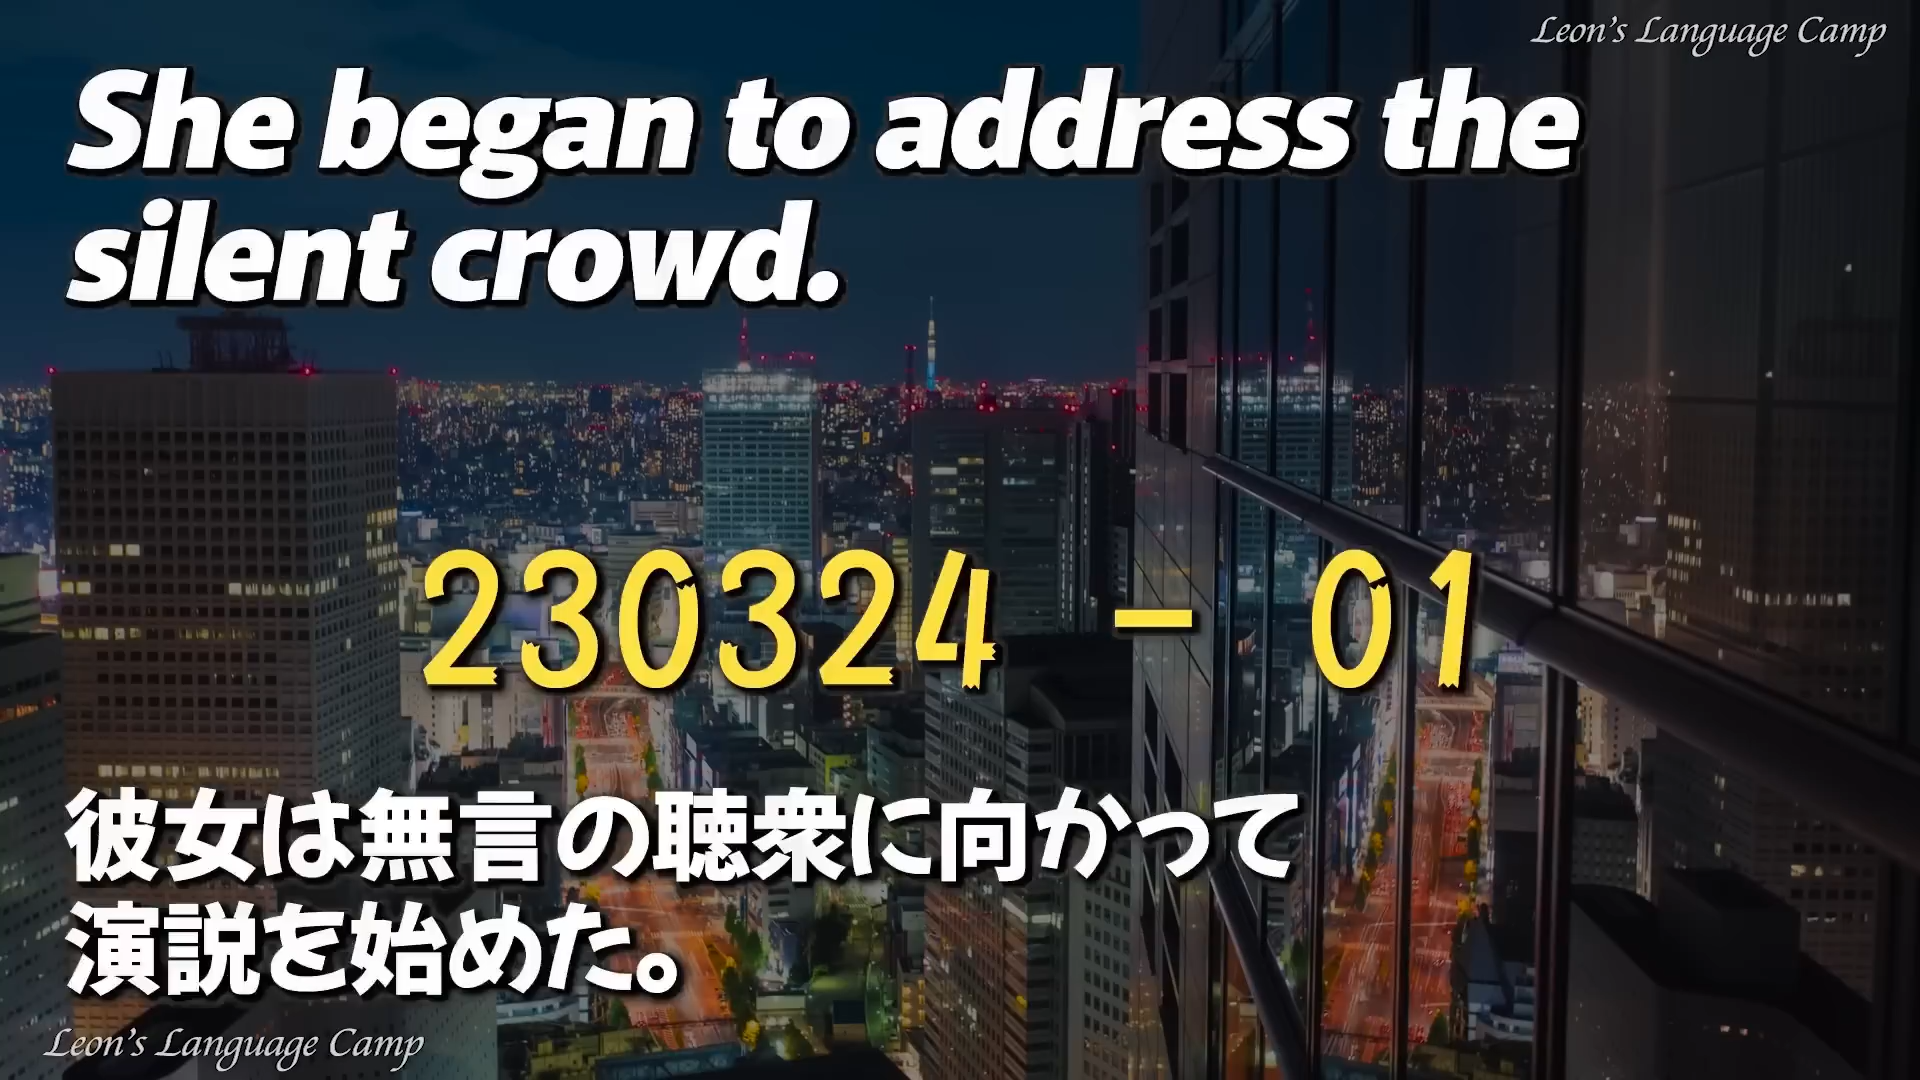 Leon's Language Camp
She began to address the
silent crowd.
230324 - 01
彼女は無言の聴衆に向かって
演説を始めた。
Leon's Language Camp